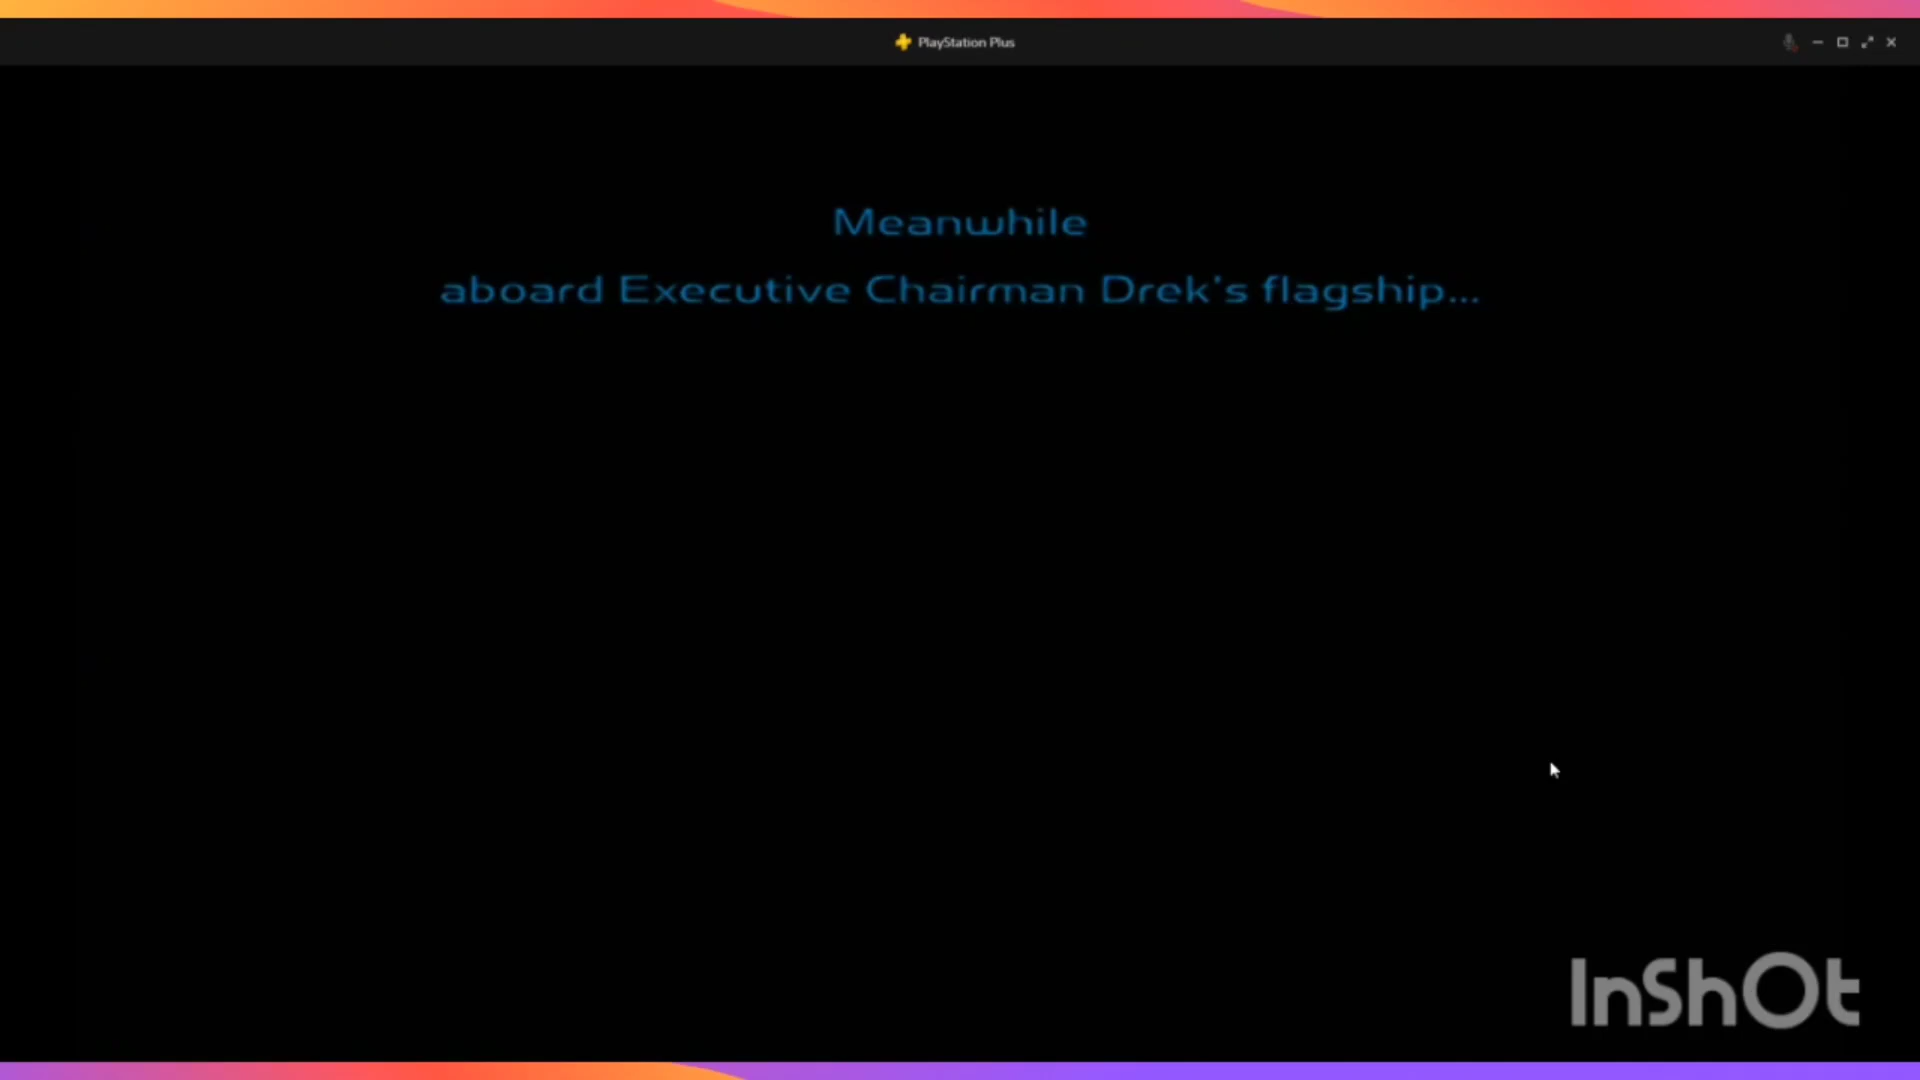 PlayStation Plus
Meanwhile
aboard Executive Chairman Drek's flagship...
InShOt